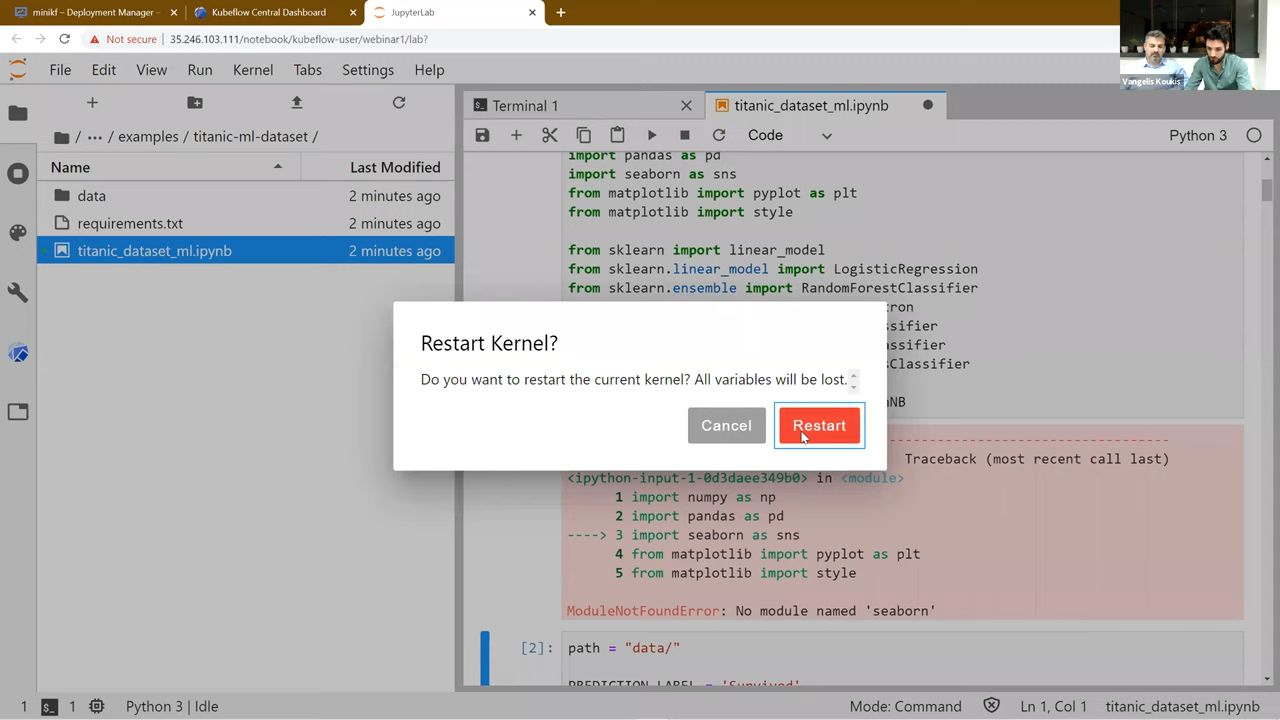 minikf – Deployment Manager -
Kubeflow Central Dashboard
JupyterLab
Not secure
35.246.103.111/notebook/kubeflow-user/webinar1/lab?
Vangelis Koukis
File Edit View Run Kernel Tabs Settings Help
Terminal 1
titanic_dataset_ml.ipynb
/ ··· / examples / titanic-ml-dataset /
Code
Python 3
Name Last Modified
data 2 minutes ago
requirements.txt 2 minutes ago
titanic_dataset_ml.ipynb 2 minutes ago
import pandas as pd
import seaborn as sns
from matplotlib import pyplot as plt
from matplotlib import style
from sklearn import linear_model
from sklearn.linear_model import LogisticRegression
from sklearn.ensemble import RandomForestClassifier
tron
ssifier
assifier
Classifier
nNB
Restart Kernel?
Do you want to restart the current kernel? All variables will be lost.
Cancel Restart
Traceback (most recent call last)
<ipython-input-1-0d3daee349b0> in <module>
1 import numpy as np
2 import pandas as pd
----> 3 import seaborn as sns
4 from matplotlib import pyplot as plt
5 from matplotlib import style
ModuleNotFoundError: No module named 'seaborn'
[2]: path = "data/"
PREDICTION_LABEL = 'Survived'
1 1 Python 3 | Idle
Mode: Command Ln 1, Col 1 titanic_dataset_ml.ipynb